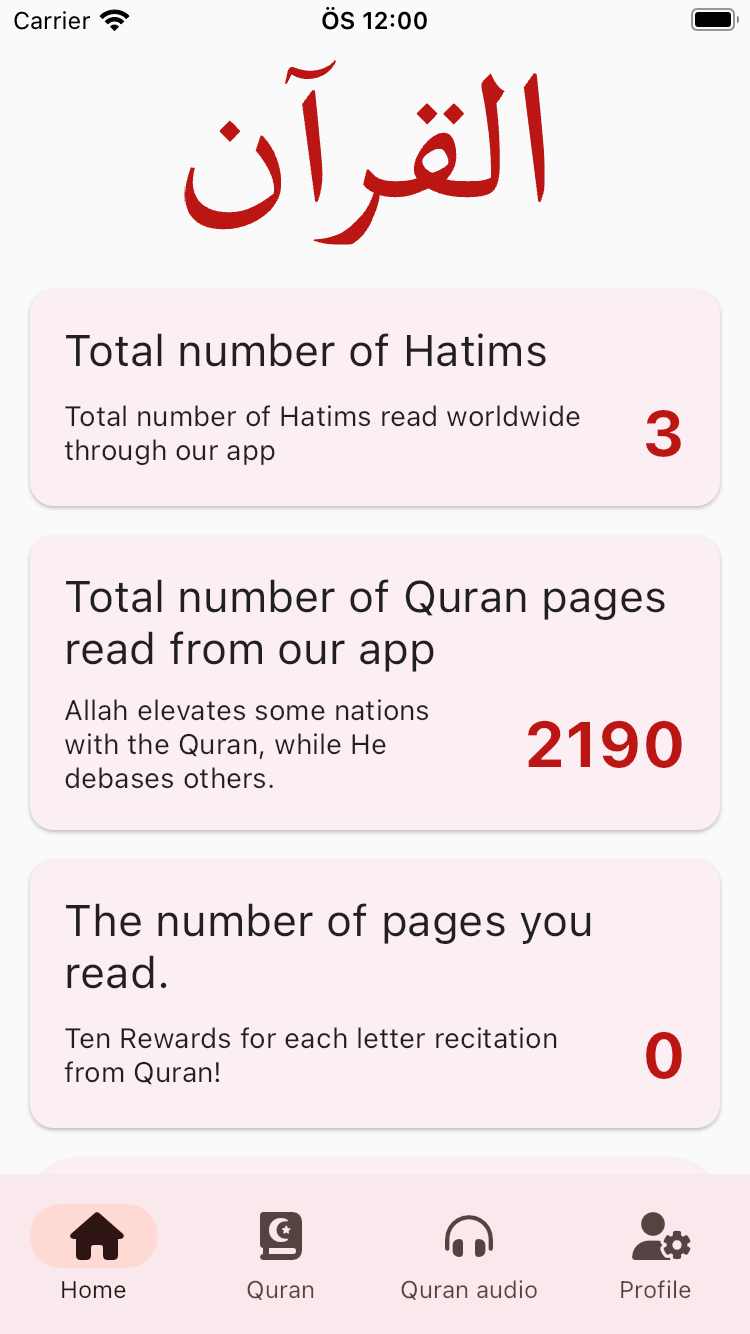 Carrier ÖS 12:00
القرآن
Total number of Hatims
Total number of Hatims read worldwide
through our app
3
Total number of Quran pages
read from our app
Allah elevates some nations
with the Quran, while He
debases others.
2190
The number of pages you
read.
Ten Rewards for each letter recitation
from Quran!
0
Home Quran Quran audio Profile